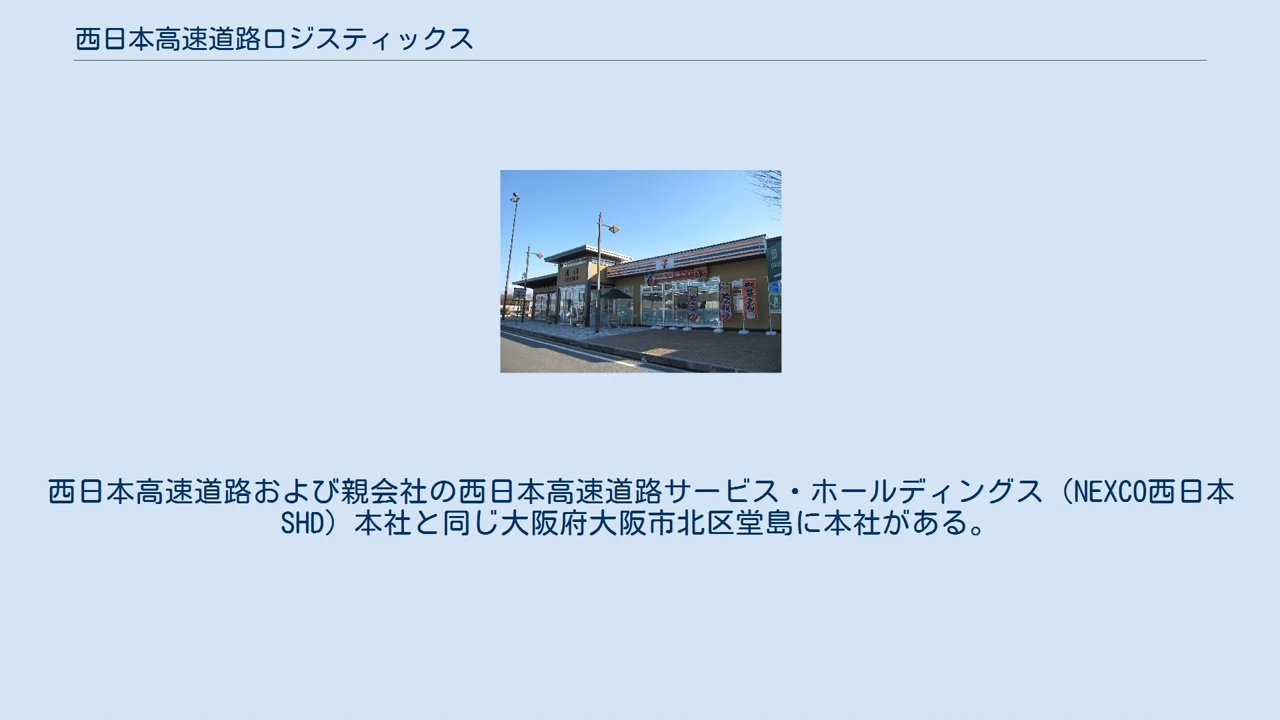 西日本高速道路ロジスティックス
西日本高速道路および親会社の西日本高速道路サービス・ホールディングス（NEXCO西日本
SHD）本社と同じ大阪府大阪市北区堂島に本社がある。